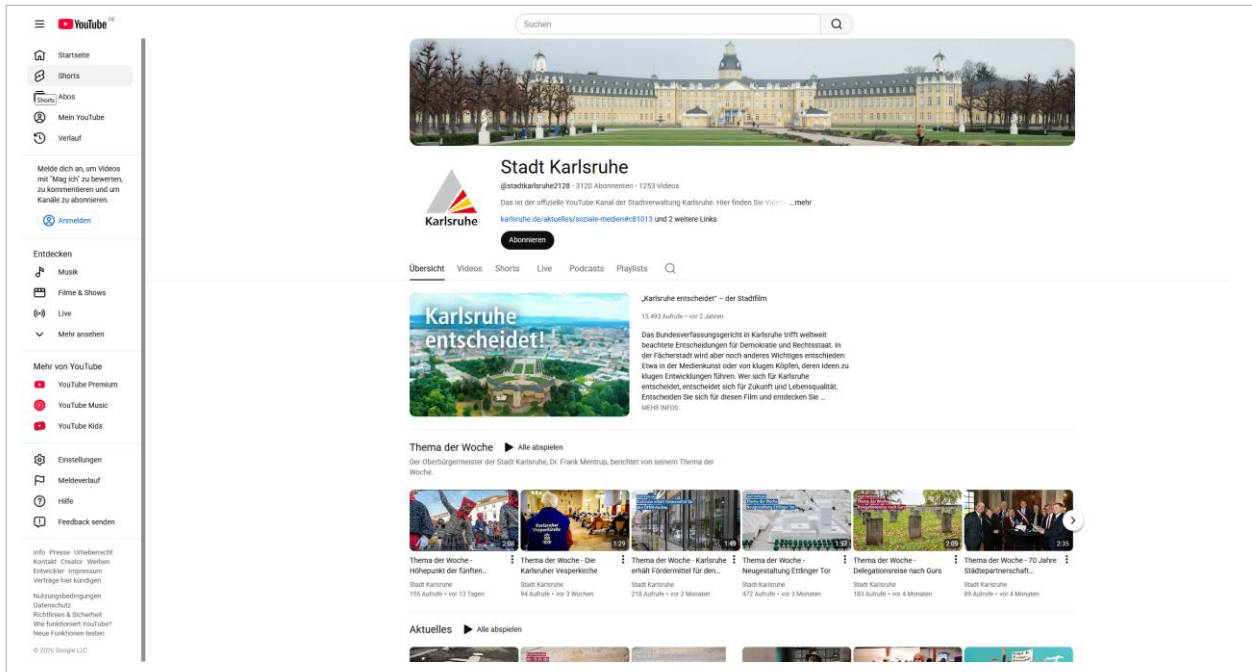 YouTube DE
Suchen
Startseite
Shorts
Shorts
Abos
Mein YouTube
Verlauf
Melde dich an, um Videos
mit "Mag ich" zu bewerten,
zu kommentieren und um
Kanäle zu abonnieren.
Anmelden
Entdecken
Musik
Filme & Shows
Live
Mehr ansehen
Mehr von YouTube
YouTube Premium
YouTube Music
YouTube Kids
Einstellungen
Meldeverlauf
Hilfe
Feedback senden
Info Presse Urheberrecht
Kontakt Creator Werben
Entwickler Impressum
Verträge hier kündigen
Nutzungsbedingungen
Datenschutz
Richtlinien & Sicherheit
Wie funktioniert YouTube?
Neue Funktionen testen
© 2026 Google LLC
Karlsruhe
Stadt Karlsruhe
@stadtkarlsruhe2128 • 3120 Abonnenten • 1253 Videos
Das ist der offizielle YouTube-Kanal der Stadtverwaltung Karlsruhe. Hier finden Sie Videos ...mehr
karlsruhe.de/aktuelles/soziale-medien#c81013 und 2 weitere Links
Abonnieren
Übersicht Videos Shorts Live Podcasts Playlists
Karlsruhe
entscheidet!
„Karlsruhe entscheidet“ – der Stadtfilm
15.493 Aufrufe • vor 2 Jahren
Das Bundesverfassungsgericht in Karlsruhe trifft weltweit
beachtete Entscheidungen für Demokratie und Rechtsstaat. In
der Fächerstadt wird aber noch anderes Wichtiges entschieden:
Etwa in der Medienkunst oder von klugen Köpfen, deren Ideen zu
klugen Entwicklungen führen. Wer sich für Karlsruhe
entscheidet, entscheidet sich für Zukunft und Lebensqualität.
Entscheiden Sie sich für diesen Film und entdecken Sie ...
MEHR INFOS
Thema der Woche Alle abspielen
Der Oberbürgermeister der Stadt Karlsruhe, Dr. Frank Mentrup, berichtet von seinem Thema der
Woche.
2:00
Thema der Woche -
Höhepunkt der fünften...
Stadt Karlsruhe
155 Aufrufe • vor 13 Tagen
Karlsruher
Vesperkirche
1:29
Thema der Woche - Die
Karlsruher Vesperkirche
Stadt Karlsruhe
94 Aufrufe • vor 3 Wochen
1:49
Thema der Woche - Karlsruhe
erhält Fördermittel für den...
Stadt Karlsruhe
218 Aufrufe • vor 2 Monaten
Thema der Woche
Neugestaltung Ettlinger Tor
1:57
Thema der Woche -
Neugestaltung Ettlinger Tor
Stadt Karlsruhe
472 Aufrufe • vor 3 Monaten
Thema der Woche
Delegationsreise nach Gurs
2:09
Thema der Woche -
Delegationsreise nach Gurs
Stadt Karlsruhe
183 Aufrufe • vor 4 Monaten
2:35
Thema der Woche - 70 Jahre
Städtepartnerschaft...
Stadt Karlsruhe
89 Aufrufe • vor 4 Monaten
Aktuelles Alle abspielen